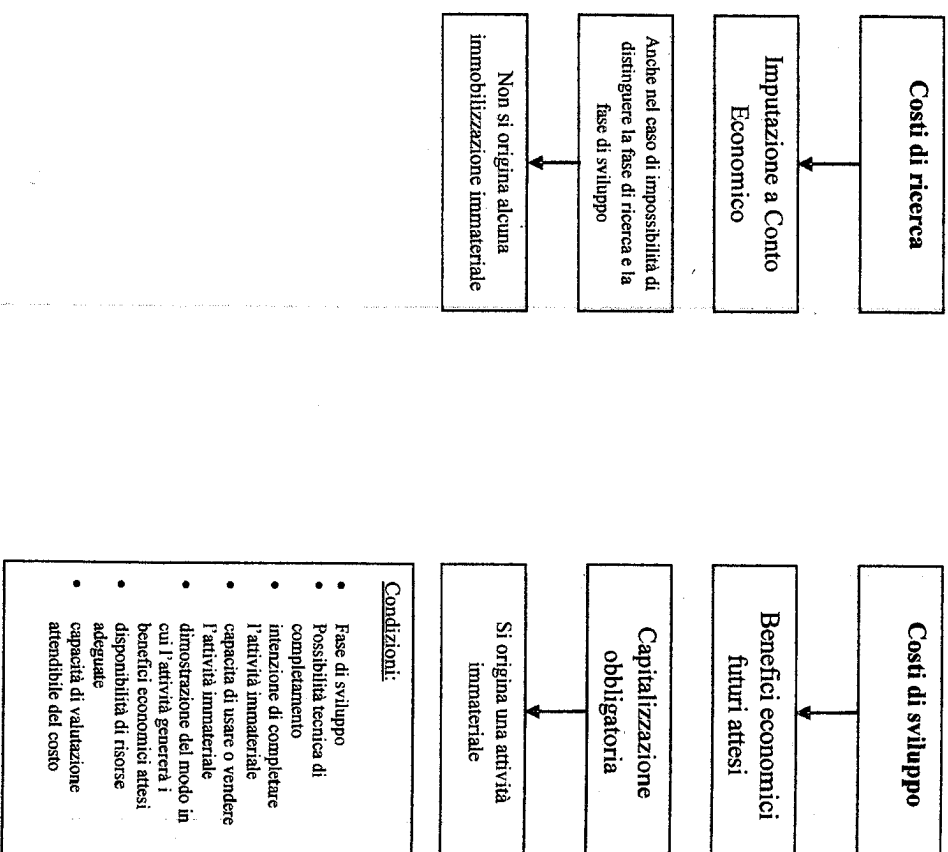 Costi di ricerca
Imputazione a Conto
Economico
Anche nel caso di impossibilità di
distinguere la fase di ricerca e la
fase di sviluppo
Non si origina alcuna
immobilizzazione immateriale
Costi di sviluppo
Benefici economici
futuri attesi
Capitalizzazione
obbligatoria
Si origina una attività
immateriale
Condizioni:
• Fase di sviluppo
• Possibilità tecnica di
completamento
• intenzione di completare
l'attività immateriale
• capacita di usare o vendere
l'attività immateriale
• dimostrazione del modo in
cui l'attività genererà i
benefici economici attesi
• disponibilità di risorse
adeguate
• capacità di valutazione
attendibile del costo